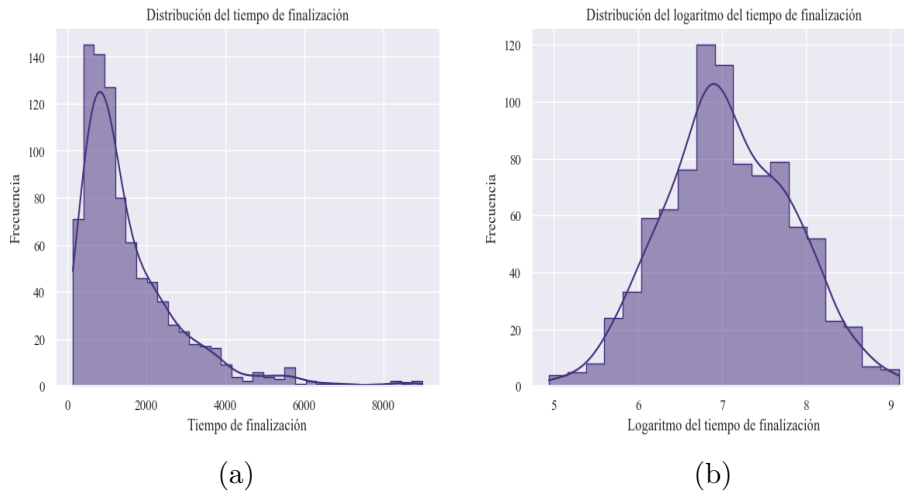 Distribución del tiempo de finalización
Frecuencia
140
120
100
80
60
40
20
0
0 2000 4000 6000 8000
Tiempo de finalización
(a)
Distribución del logaritmo del tiempo de finalización
Frecuencia
120
100
80
60
40
20
0
5 6 7 8 9
Logaritmo del tiempo de finalización
(b)